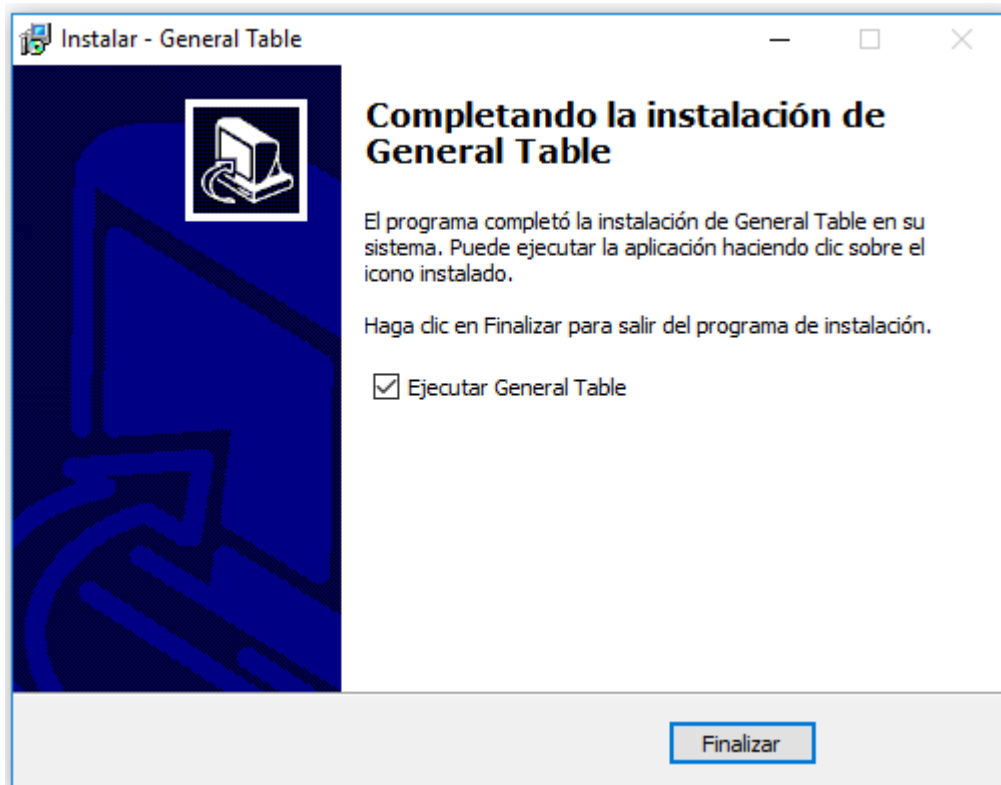 Instalar - General Table
Completando la instalación de
General Table
El programa completó la instalación de General Table en su
sistema. Puede ejecutar la aplicación haciendo clic sobre el
icono instalado.
Haga clic en Finalizar para salir del programa de instalación.
Ejecutar General Table
Finalizar